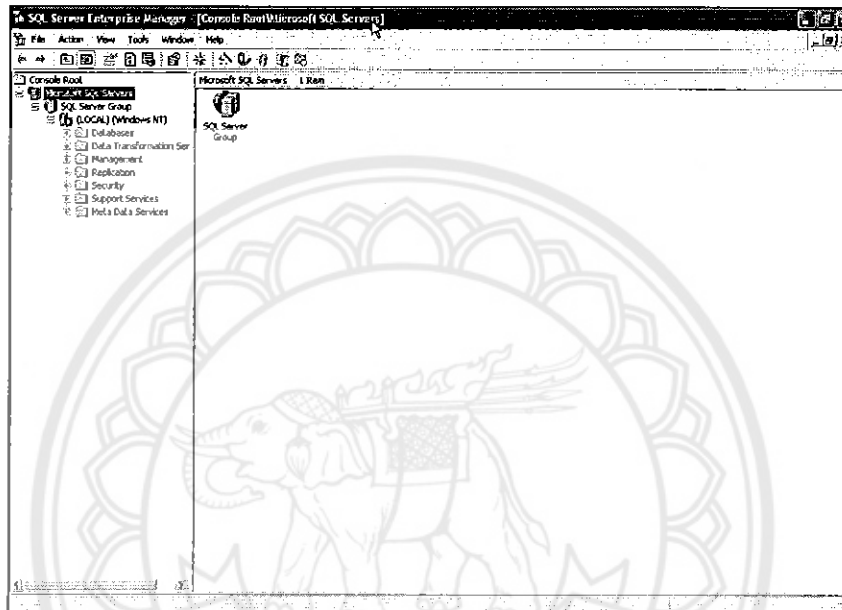 SQL Server Enterprise Manager - [Console Root\Microsoft SQL Servers]
File Action View Tools Window Help
Console Root
Microsoft SQL Servers
SQL Server Group
(LOCAL) (Windows NT)
Databases
Data Transformation Ser
Management
Replication
Security
Support Services
Meta Data Services
Microsoft SQL Servers 1 Item
SQL Server
Group